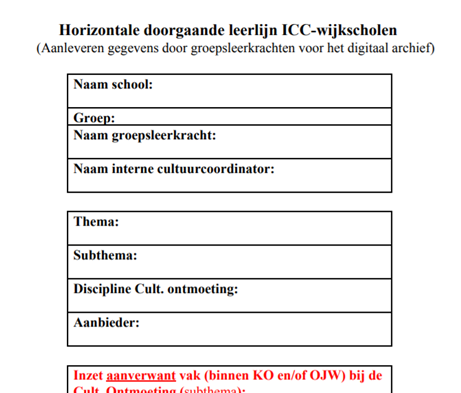 Horizontale doorgaande leerlijn ICC-wijkscholen
(Aanleveren gegevens door groepsleerkrachten voor het digitaal archief)
Naam school:
Groep:
Naam groepsleerkracht:
Naam interne cultuurcoordinator:
Thema:
Subthema:
Discipline Cult. ontmoeting:
Aanbieder:
Inzet aanverwant vak (binnen KO en/of OJW) bij de
Cult. Ontmoeting (subthema):